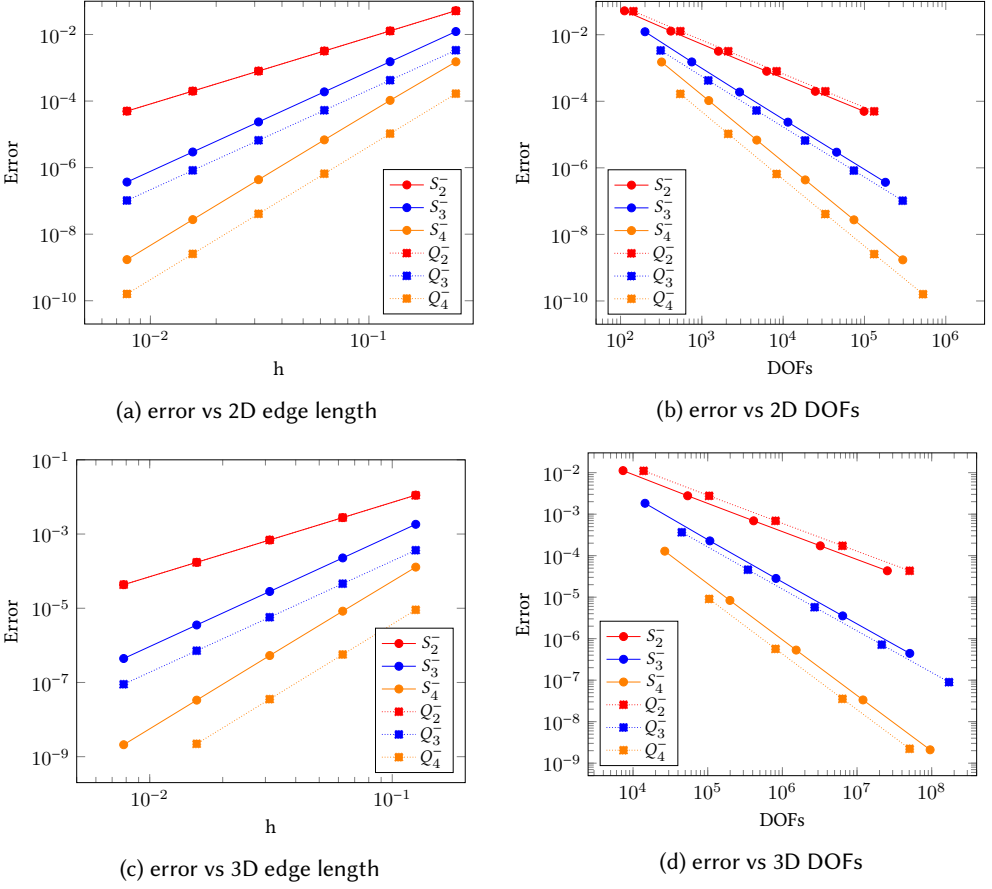 10^{-2}
10^{-4}
10^{-6}
10^{-8}
10^{-10}
Error
10^{-2}
10^{-1}
h
S_2^-
S_3^-
S_4^-
Q_2^-
Q_3^-
Q_4^-
(a) error vs 2D edge length
10^{-2}
10^{-4}
10^{-6}
10^{-8}
10^{-10}
Error
10^2
10^3
10^4
10^5
10^6
DOFs
S_2^-
S_3^-
S_4^-
Q_2^-
Q_3^-
Q_4^-
(b) error vs 2D DOFs
10^{-1}
10^{-3}
10^{-5}
10^{-7}
10^{-9}
Error
10^{-2}
10^{-1}
h
S_2^-
S_3^-
S_4^-
Q_2^-
Q_3^-
Q_4^-
(c) error vs 3D edge length
10^{-2}
10^{-3}
10^{-4}
10^{-5}
10^{-6}
10^{-7}
10^{-8}
10^{-9}
Error
10^4
10^5
10^6
10^7
10^8
DOFs
S_2^-
S_3^-
S_4^-
Q_2^-
Q_3^-
Q_4^-
(d) error vs 3D DOFs